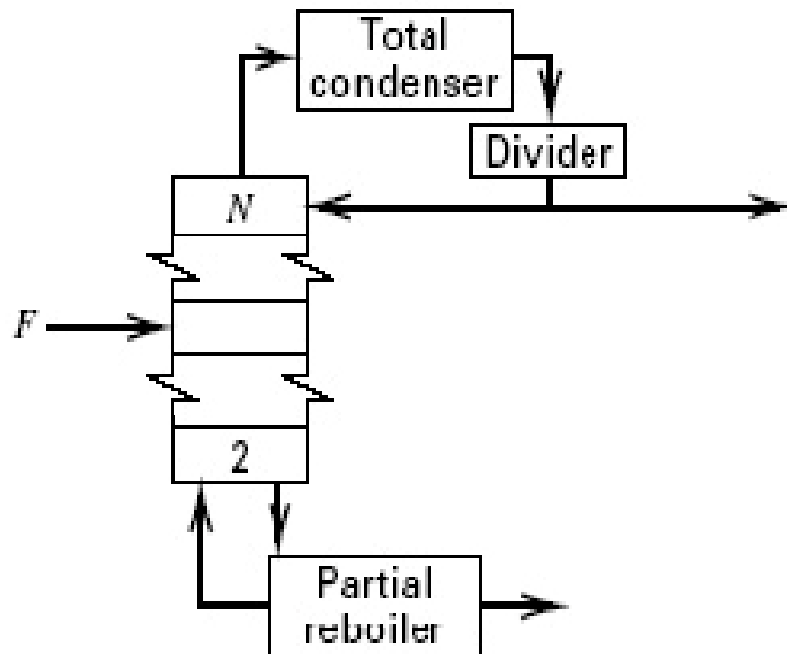 Total
condenser
Divider
N
F
2
Partial
reboiler